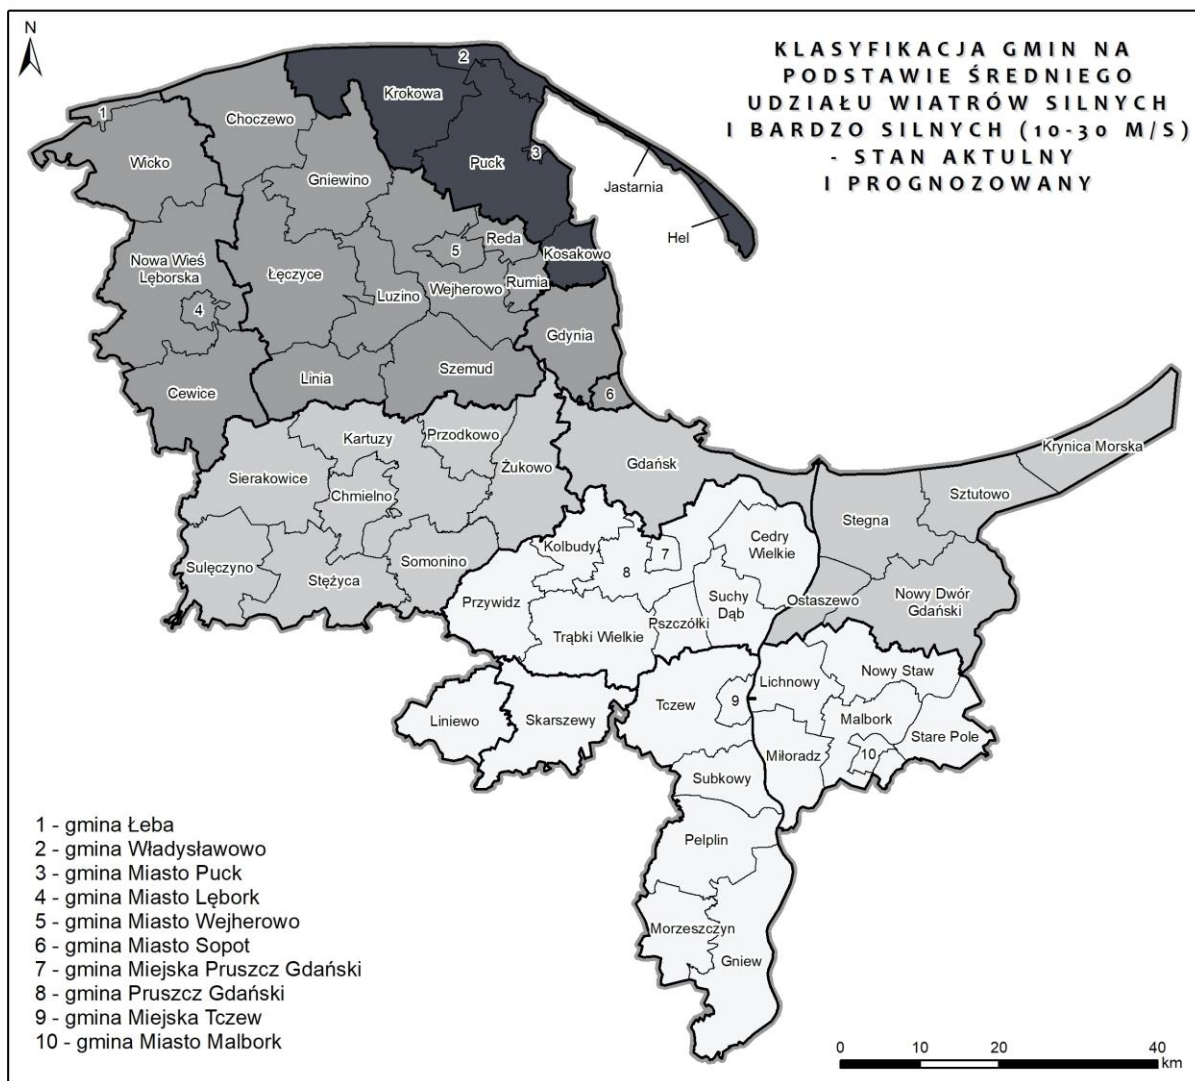 N
KLASYFIKACJA GMIN NA
PODSTAWIE ŚREDNIEGO
UDZIAŁU WIATRÓW SILNYCH
I BARDZO SILNYCH (10-30 M/S)
- STAN AKTULNY
I PROGNOZOWANY
2
1
Choczewo
Krokowa
Wicko
3
Puck
Gniewino
Jastarnia
Hel
Reda
Kosakowo
5
Nowa Wieś
Lęborska
Łęczyce
Luzino
Wejherowo
Rumia
4
Gdynia
Szemud
Linia
Cewice
6
Kartuzy
Przodkowo
Krynica Morska
Żukowo
Gdańsk
Sierakowice
Chmielno
Sztutowo
Stegna
Cedry
Wielkie
Kolbudy
7
8
Somonino
Sulęczyno
Stężyca
Przywidz
Suchy
Dąb
Ostaszewo
Nowy Dwór
Gdański
Pszczółki
Trąbki Wielkie
Lichnowy
Nowy Staw
Tczew
9
Liniewo
Skarszewy
Malbork
Stare Pole
Miłoradz
10
Subkowy
Pelplin
Morzeszczyn
Gniew
1 - gmina Łeba
2 - gmina Władysławowo
3 - gmina Miasto Puck
4 - gmina Miasto Lębork
5 - gmina Miasto Wejherowo
6 - gmina Miasto Sopot
7 - gmina Miejska Pruszcz Gdański
8 - gmina Pruszcz Gdański
9 - gmina Miejska Tczew
10 - gmina Miasto Malbork
0 10 20 40
km